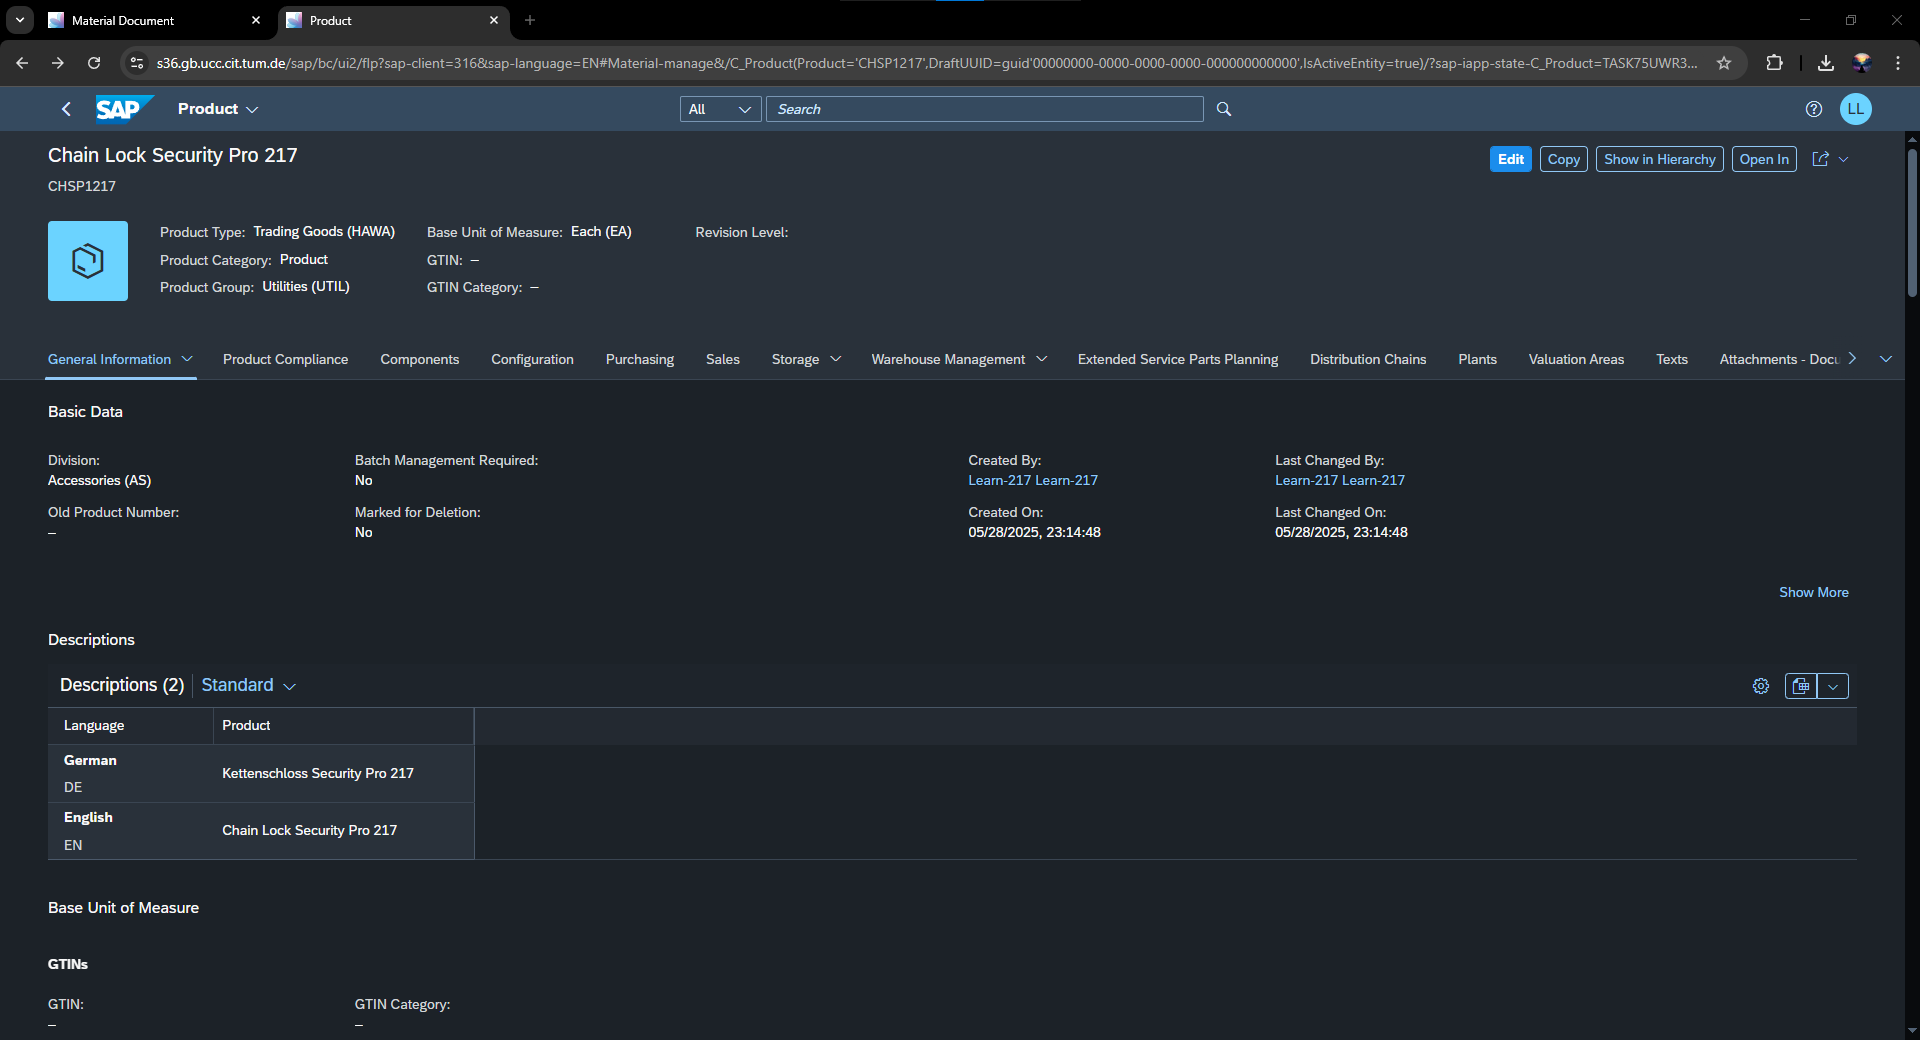 Material Document
Product
s36.gb.ucc.cit.tum.de/sap/bc/ui2/flp?sap-client=316&sap-language=EN#Material-manage&/C_Product(Product='CHSP1217',DraftUUID=guid'00000000-0000-0000-0000-000000000000',IsActiveEntity=true)/?sap-iapp-state-C_Product=TASK75UWR3...
SAP Product All Search LL
Chain Lock Security Pro 217
Edit Copy Show in Hierarchy Open In
CHSP1217
Product Type: Trading Goods (HAWA) Base Unit of Measure: Each (EA) Revision Level:
Product Category: Product GTIN: –
Product Group: Utilities (UTIL) GTIN Category: –
General Information Product Compliance Components Configuration Purchasing Sales Storage Warehouse Management Extended Service Parts Planning Distribution Chains Plants Valuation Areas Texts Attachments - Docu
Basic Data
Division: Batch Management Required: Created By: Last Changed By:
Accessories (AS) No Learn-217 Learn-217 Learn-217 Learn-217
Old Product Number: Marked for Deletion: Created On: Last Changed On:
– No 05/28/2025, 23:14:48 05/28/2025, 23:14:48
Show More
Descriptions
Descriptions (2) Standard
Language Product
German
DE
Kettenschloss Security Pro 217
English
EN
Chain Lock Security Pro 217
Base Unit of Measure
GTINs
GTIN: GTIN Category:
– –